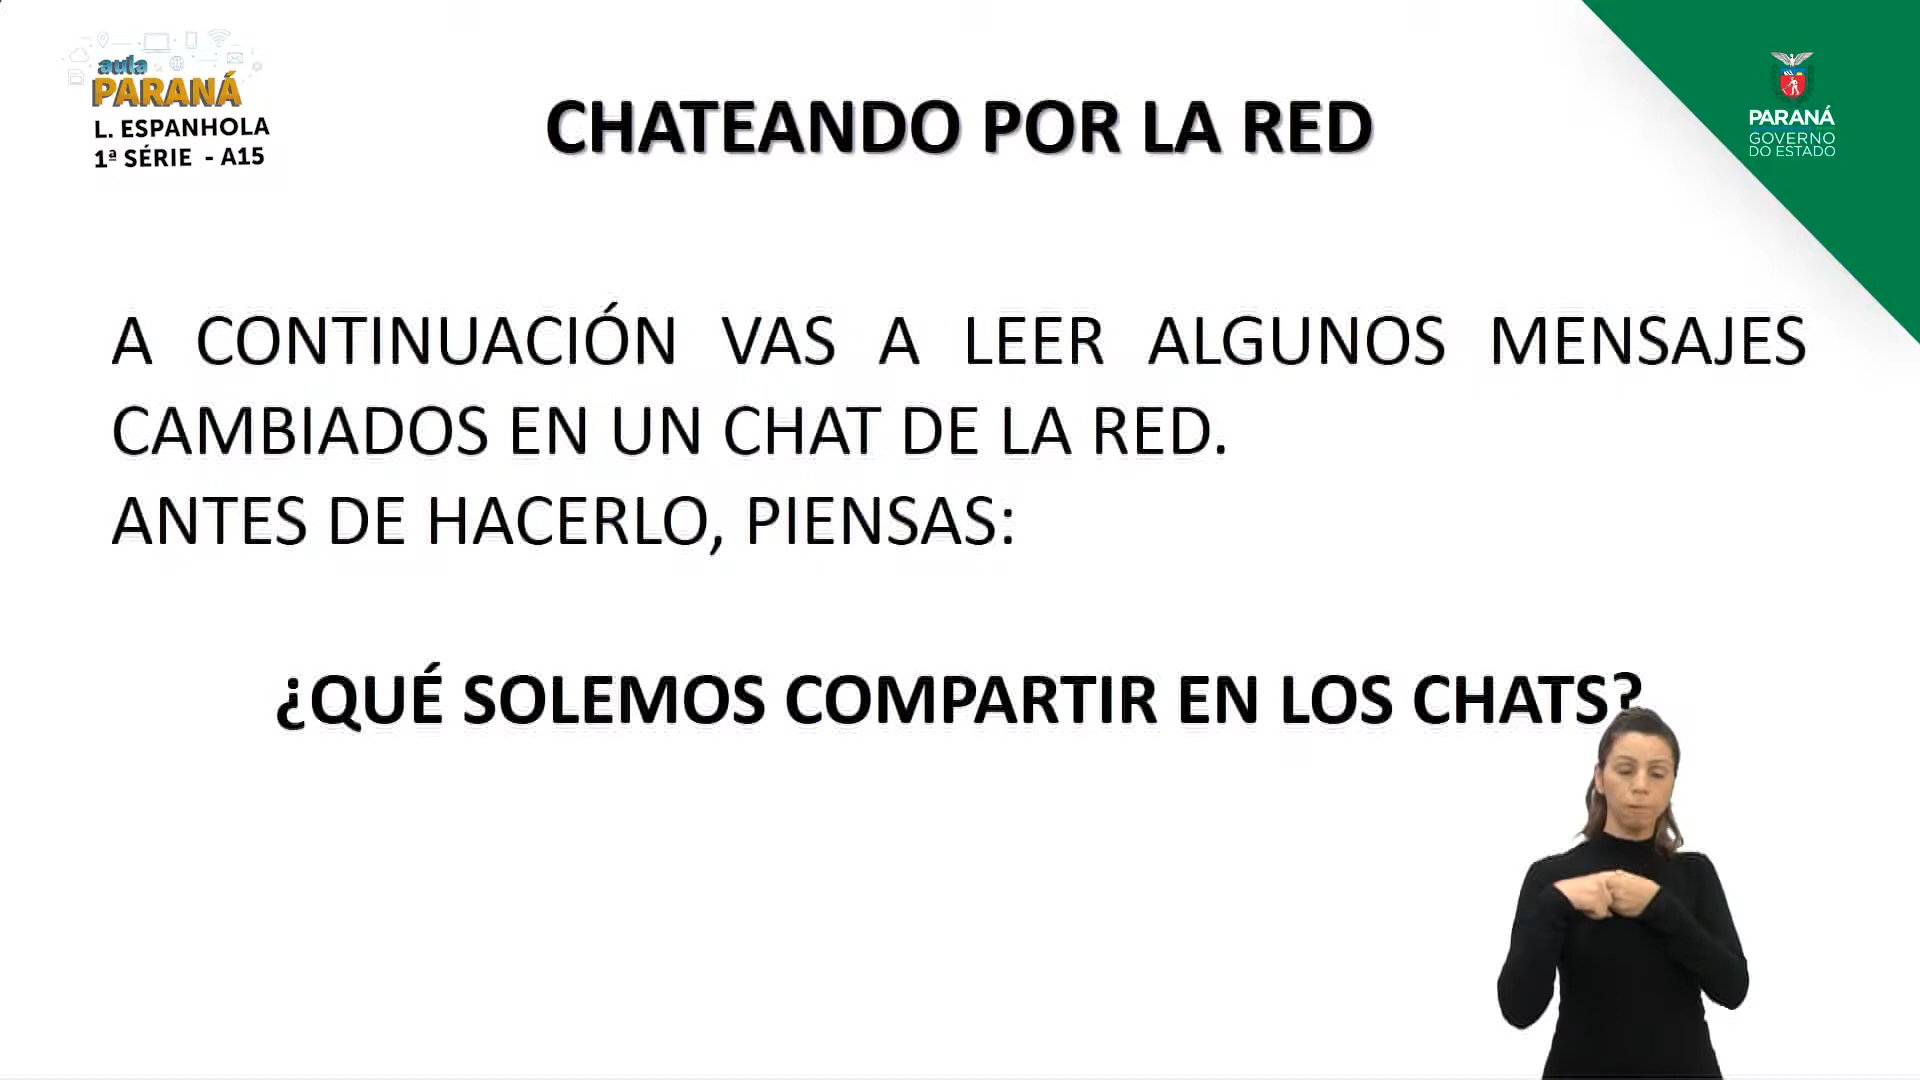 aula
PARANÁ
L. ESPANHOLA
1ª SÉRIE - A15
CHATEANDO POR LA RED
PARANÁ
GOVERNO
DO ESTADO
A CONTINUACIÓN VAS A LEER ALGUNOS MENSAJES
CAMBIADOS EN UN CHAT DE LA RED.
ANTES DE HACERLO, PIENSAS:
¿QUÉ SOLEMOS COMPARTIR EN LOS CHATS?